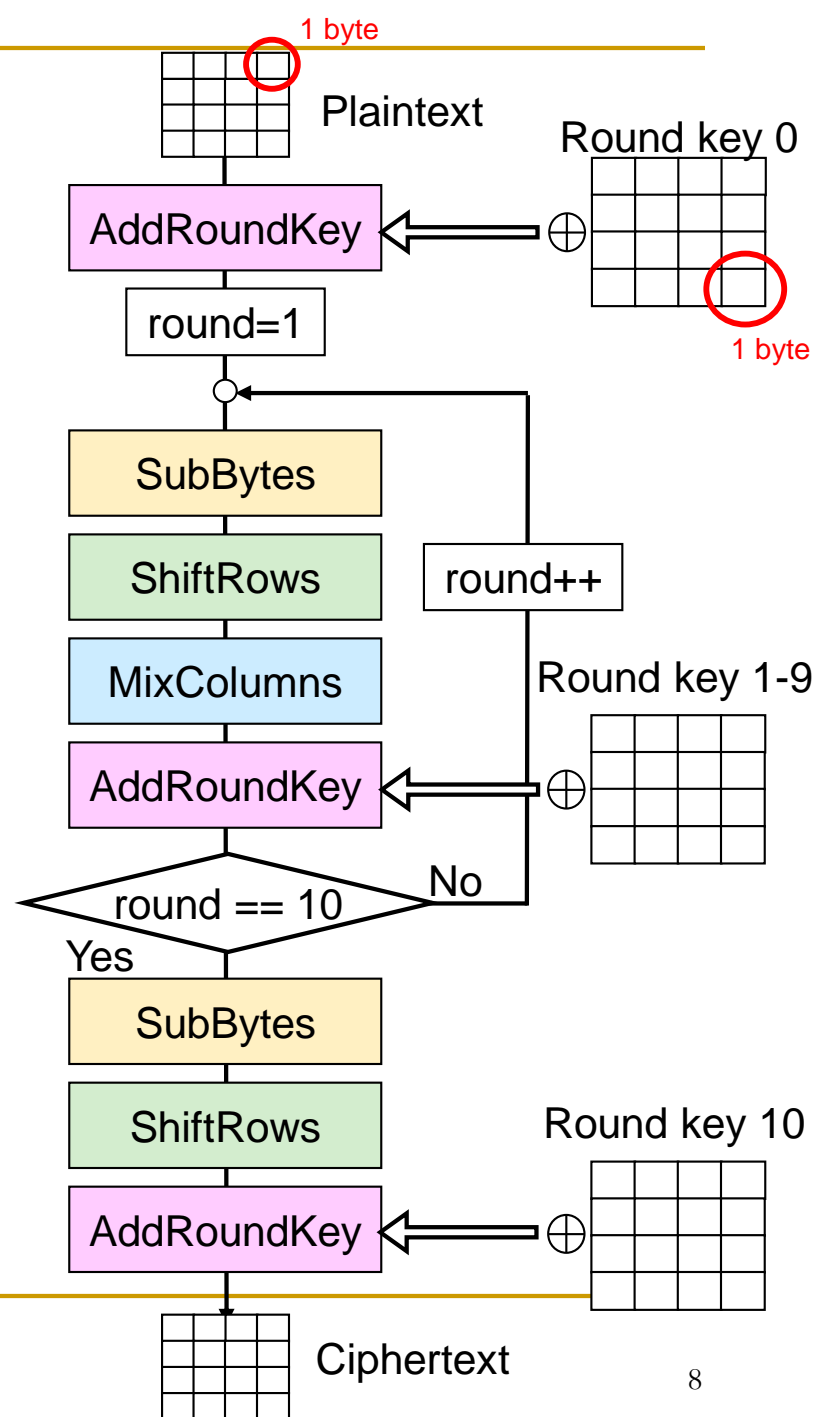 1 byte
Plaintext
Round key 0
AddRoundKey
round=1
1 byte
SubBytes
ShiftRows
round++
MixColumns
Round key 1-9
AddRoundKey
round == 10
No
Yes
SubBytes
ShiftRows
Round key 10
AddRoundKey
Ciphertext
8